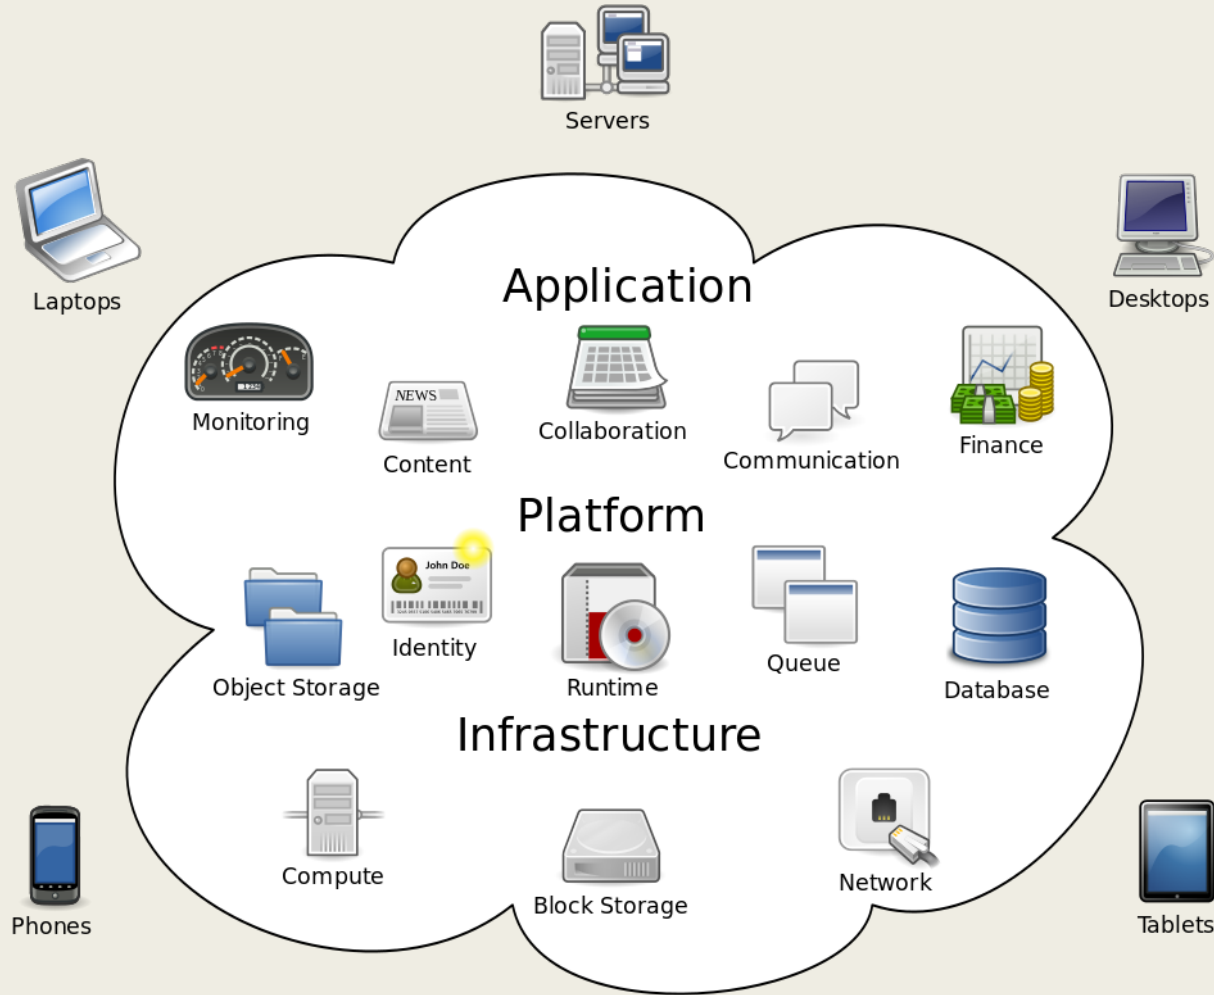 Servers
Laptops
Desktops
Application
Monitoring
NEWS
Content
Collaboration
Communication
Finance
Platform
Object Storage
John Doe
Identity
Runtime
Queue
Database
Infrastructure
Compute
Block Storage
Network
Phones
Tablets